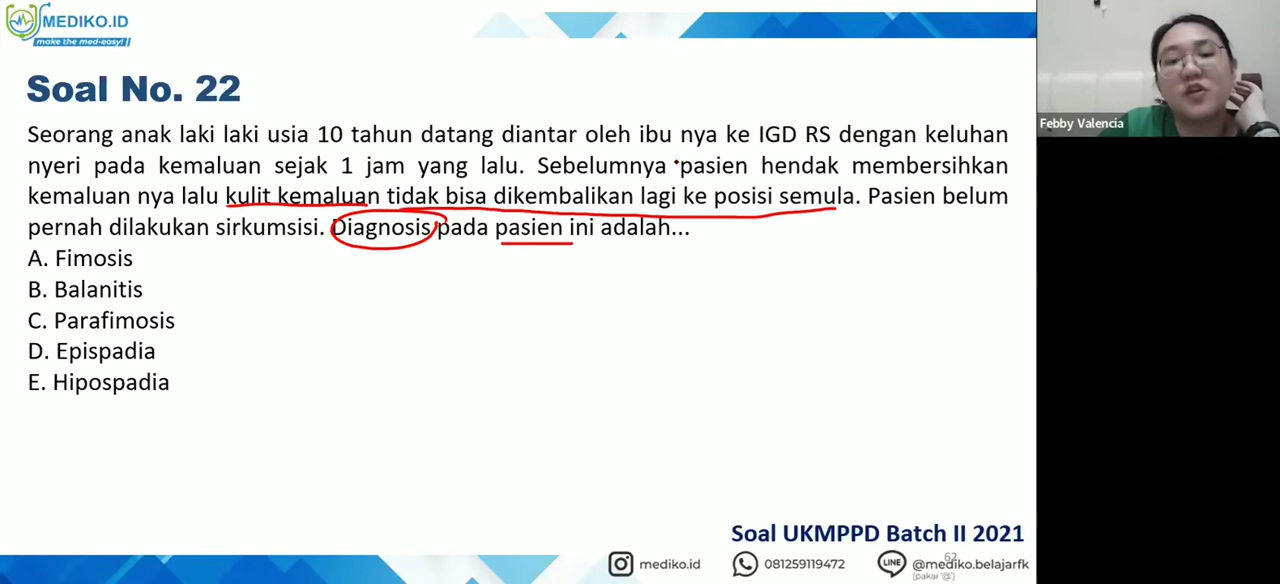 MEDIKO.ID
make the med-easy!
Soal No. 22
Seorang anak laki laki usia 10 tahun datang diantar oleh ibu nya ke IGD RS dengan keluhan
nyeri pada kemaluan sejak 1 jam yang lalu. Sebelumnya pasien hendak membersihkan
kemaluan nya lalu kulit kemaluan tidak bisa dikembalikan lagi ke posisi semula. Pasien belum
pernah dilakukan sirkumsisi. Diagnosis pada pasien ini adalah...
A. Fimosis
B. Balanitis
C. Parafimosis
D. Epispadia
E. Hipospadia
Soal UKMPPD Batch II 2021
mediko.id
081259119472
LINE
@mediko.belajarfk
(pakai '@')
62
Febby Valencia